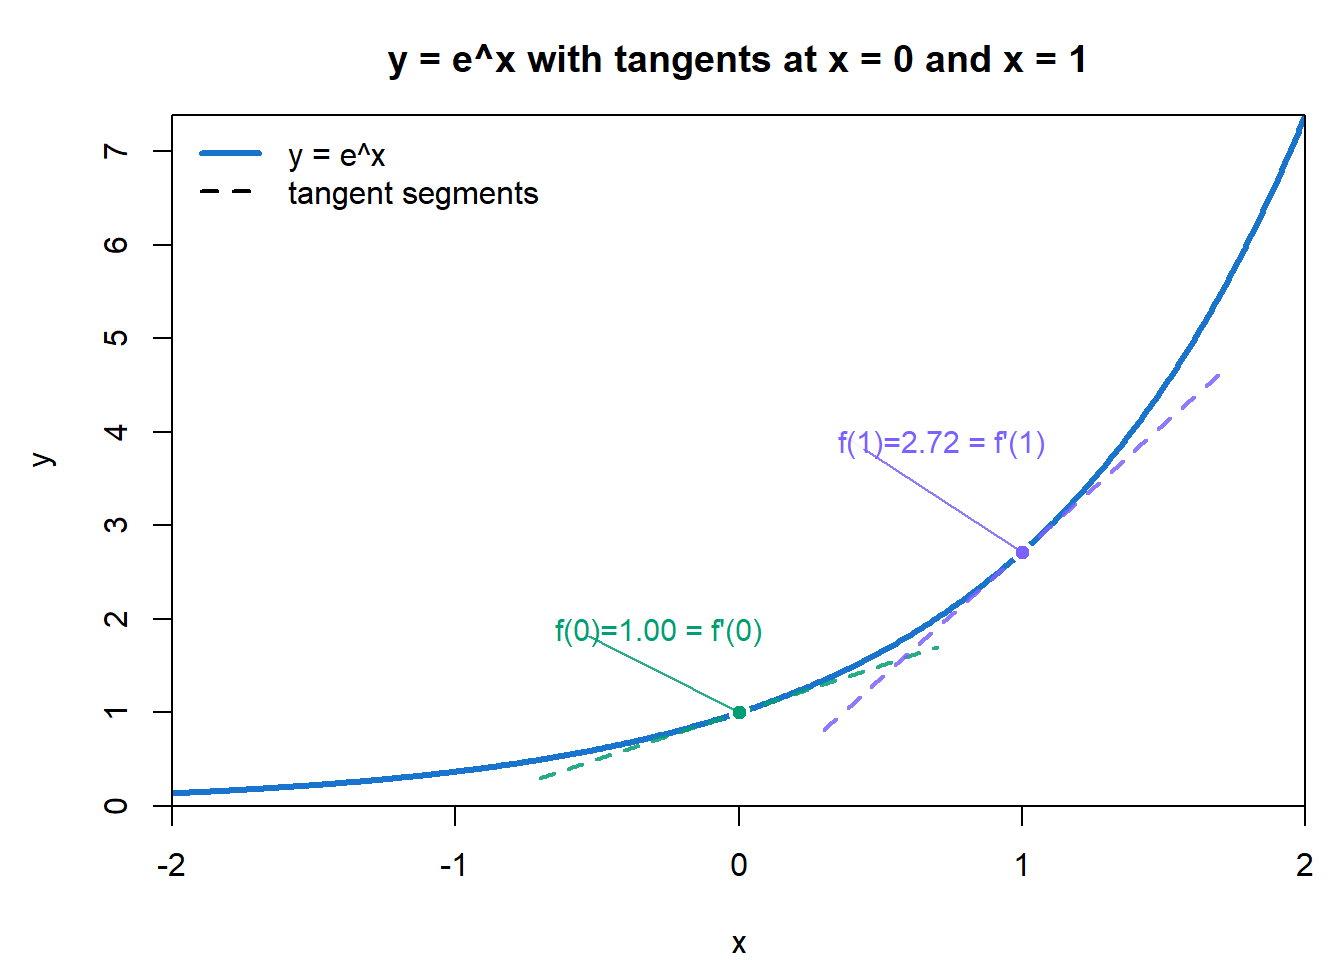 y = e^x with tangents at x = 0 and x = 1
y = e^x
tangent segments
7
6
5
4
3
2
1
0
y
f(1)=2.72 = f'(1)
f(0)=1.00 = f'(0)
-2 -1 0 1 2
x